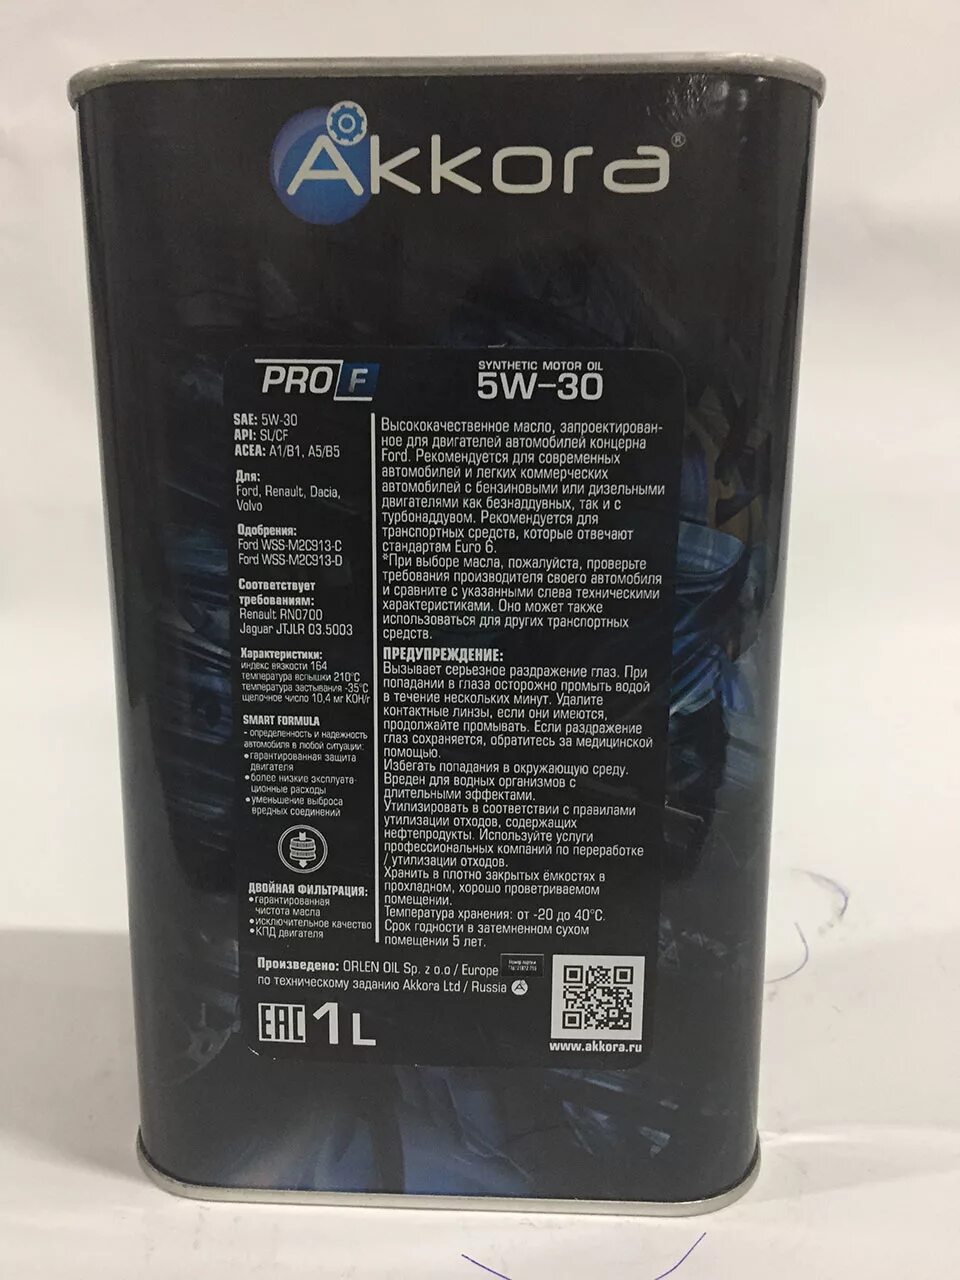 Akkora®
PRO F
SYNTHETIC MOTOR OIL
5W-30
SAE: 5W-30
API: SL/CF
ACEA: A1/B1, A5/B5
Для:
Ford, Renault, Dacia,
Volvo
Одобрения:
Ford WSS-M2C913-C
Ford WSS-M2C913-D
Соответствует
требованиям:
Renault RN0700
Jaguar JTJLR 03.5003
Характеристики:
индекс вязкости 164
температура вспышки 210°C
температура застывания -35°C
щелочное число 10,4 мг KOH/г
SMART FORMULA
- определенность и надежность
автомобиля в любой ситуации:
•гарантированная защита
двигателя
•более низкие эксплуата-
ционные расходы
•уменьшение выброса
вредных соединений
ДВОЙНАЯ ФИЛЬТРАЦИЯ:
•гарантированная
чистота масла
•исключительное качество
•КПД двигателя
Высококачественное масло, запроектирован-
ное для двигателей автомобилей концерна
Ford. Рекомендуется для современных
автомобилей и легких коммерческих
автомобилей с бензиновыми или дизельными
двигателями как безнаддувных, так и с
турбонаддувом. Рекомендуется для
транспортных средств, которые отвечают
стандартам Euro 6.
*При выборе масла, пожалуйста, проверьте
требования производителя своего автомобиля
и сравните с указанными слева техническими
характеристиками. Оно может также
использоваться для других транспортных
средств.
ПРЕДУПРЕЖДЕНИЕ:
Вызывает серьезное раздражение глаз. При
попадании в глаза осторожно промыть водой
в течение нескольких минут. Удалите
контактные линзы, если они имеются,
продолжайте промывать. Если раздражение
глаз сохраняется, обратитесь за медицинской
помощью.
Избегать попадания в окружающую среду.
Вреден для водных организмов с
длительными эффектами.
Утилизировать в соответствии с правилами
утилизации отходов, содержащих
нефтепродукты. Используйте услуги
профессиональных компаний по переработке
/ утилизации отходов.
Хранить в плотно закрытых ёмкостях в
прохладном, хорошо проветриваемом
помещении.
Температура хранения: от -20 до 40°C.
Срок годности в затемненном сухом
помещении 5 лет.
Произведено: ORLEN OIL Sp. z o.o / Europe
Номер партии
по техническому заданию Akkora Ltd / Russia
EAC 1L
www.akkora.ru